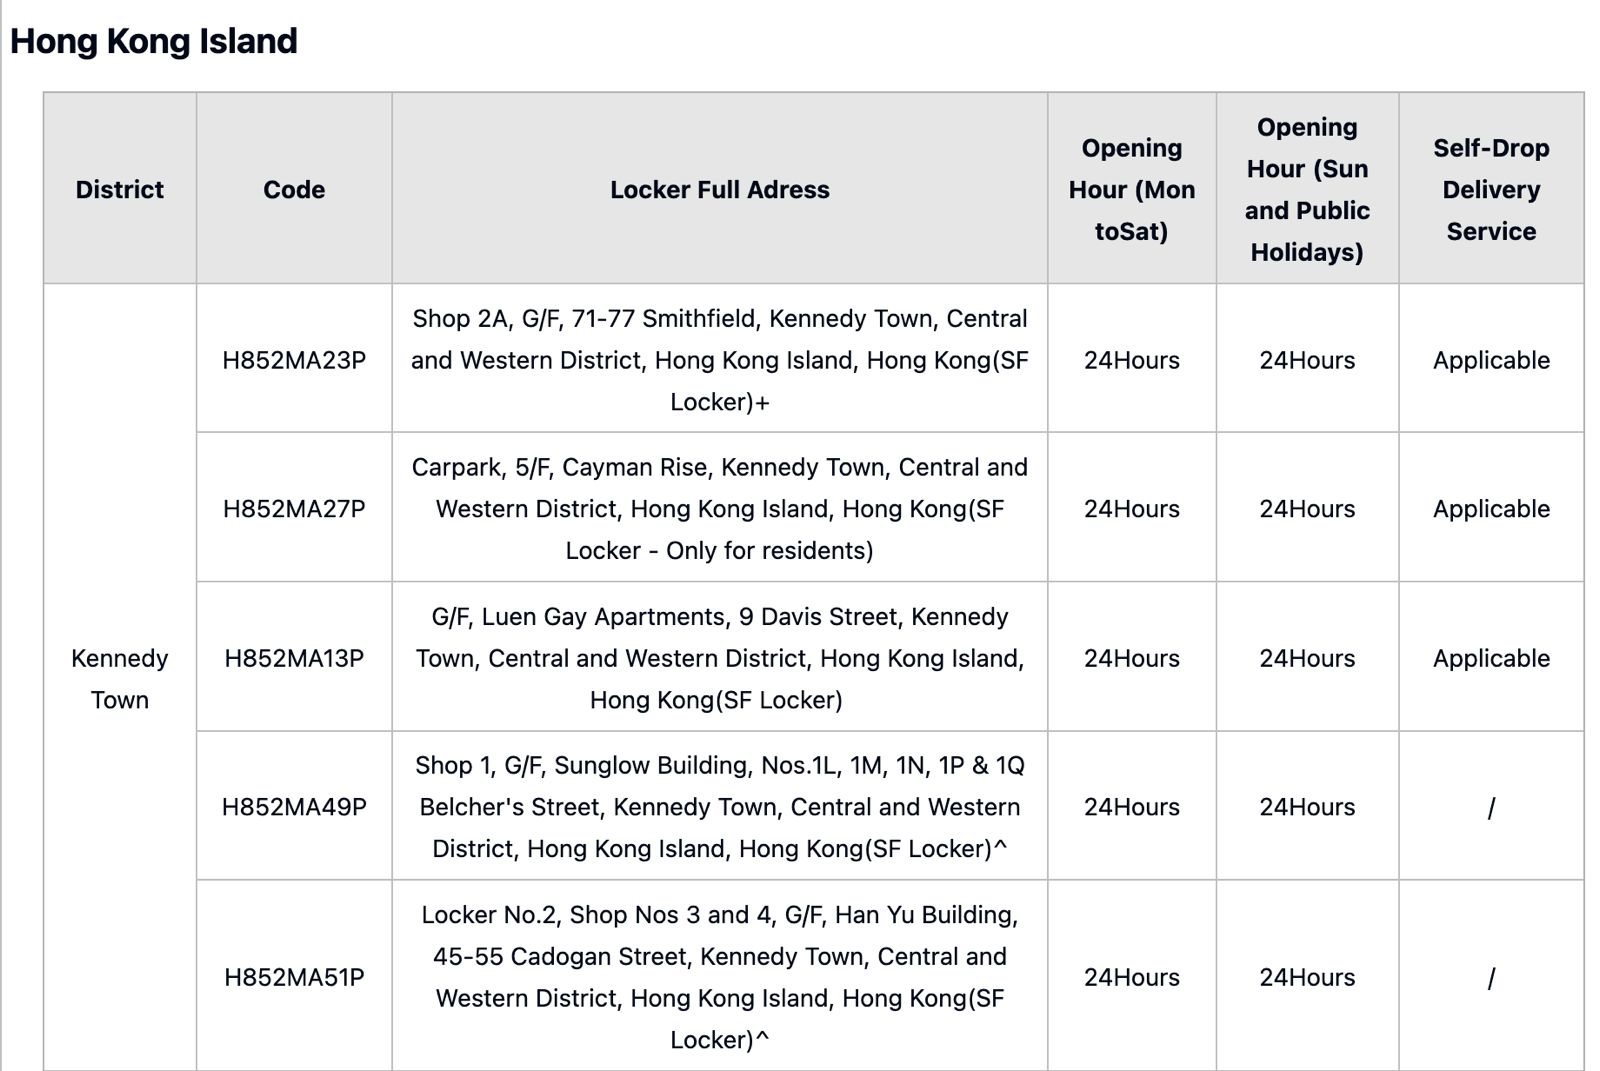 Hong Kong Island
District
Code
Locker Full Adress
Opening
Hour (Mon
toSat)
Opening
Hour (Sun
and Public
Holidays)
Self-Drop
Delivery
Service
Kennedy
Town
H852MA23P
Shop 2A, G/F, 71-77 Smithfield, Kennedy Town, Central
and Western District, Hong Kong Island, Hong Kong(SF
Locker)+
24Hours
24Hours
Applicable
H852MA27P
Carpark, 5/F, Cayman Rise, Kennedy Town, Central and
Western District, Hong Kong Island, Hong Kong(SF
Locker - Only for residents)
24Hours
24Hours
Applicable
H852MA13P
G/F, Luen Gay Apartments, 9 Davis Street, Kennedy
Town, Central and Western District, Hong Kong Island,
Hong Kong(SF Locker)
24Hours
24Hours
Applicable
H852MA49P
Shop 1, G/F, Sunglow Building, Nos.1L, 1M, 1N, 1P & 1Q
Belcher's Street, Kennedy Town, Central and Western
District, Hong Kong Island, Hong Kong(SF Locker)^
24Hours
24Hours
/
H852MA51P
Locker No.2, Shop Nos 3 and 4, G/F, Han Yu Building,
45-55 Cadogan Street, Kennedy Town, Central and
Western District, Hong Kong Island, Hong Kong(SF
Locker)^
24Hours
24Hours
/